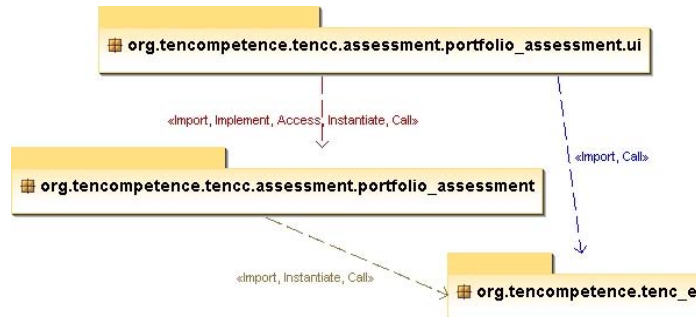 org.tencompetence.tencc.assessment.portfolio_assessment.ui
«Import, Implement, Access, Instantiate, Call»
«Import, Call»
org.tencompetence.tencc.assessment.portfolio_assessment
«Import, Instantiate, Call»
org.tencompetence.tenc_e